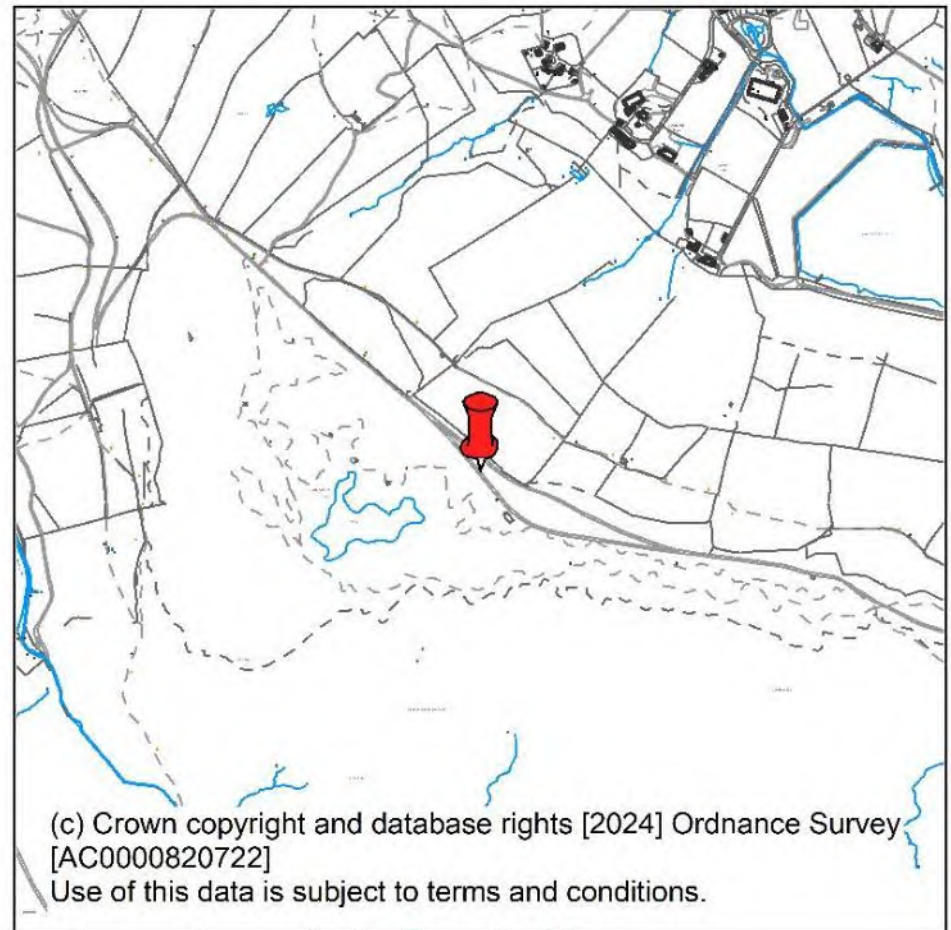 (c) Crown copyright and database rights [2024] Ordnance Survey
[AC0000820722]
Use of this data is subject to terms and conditions.